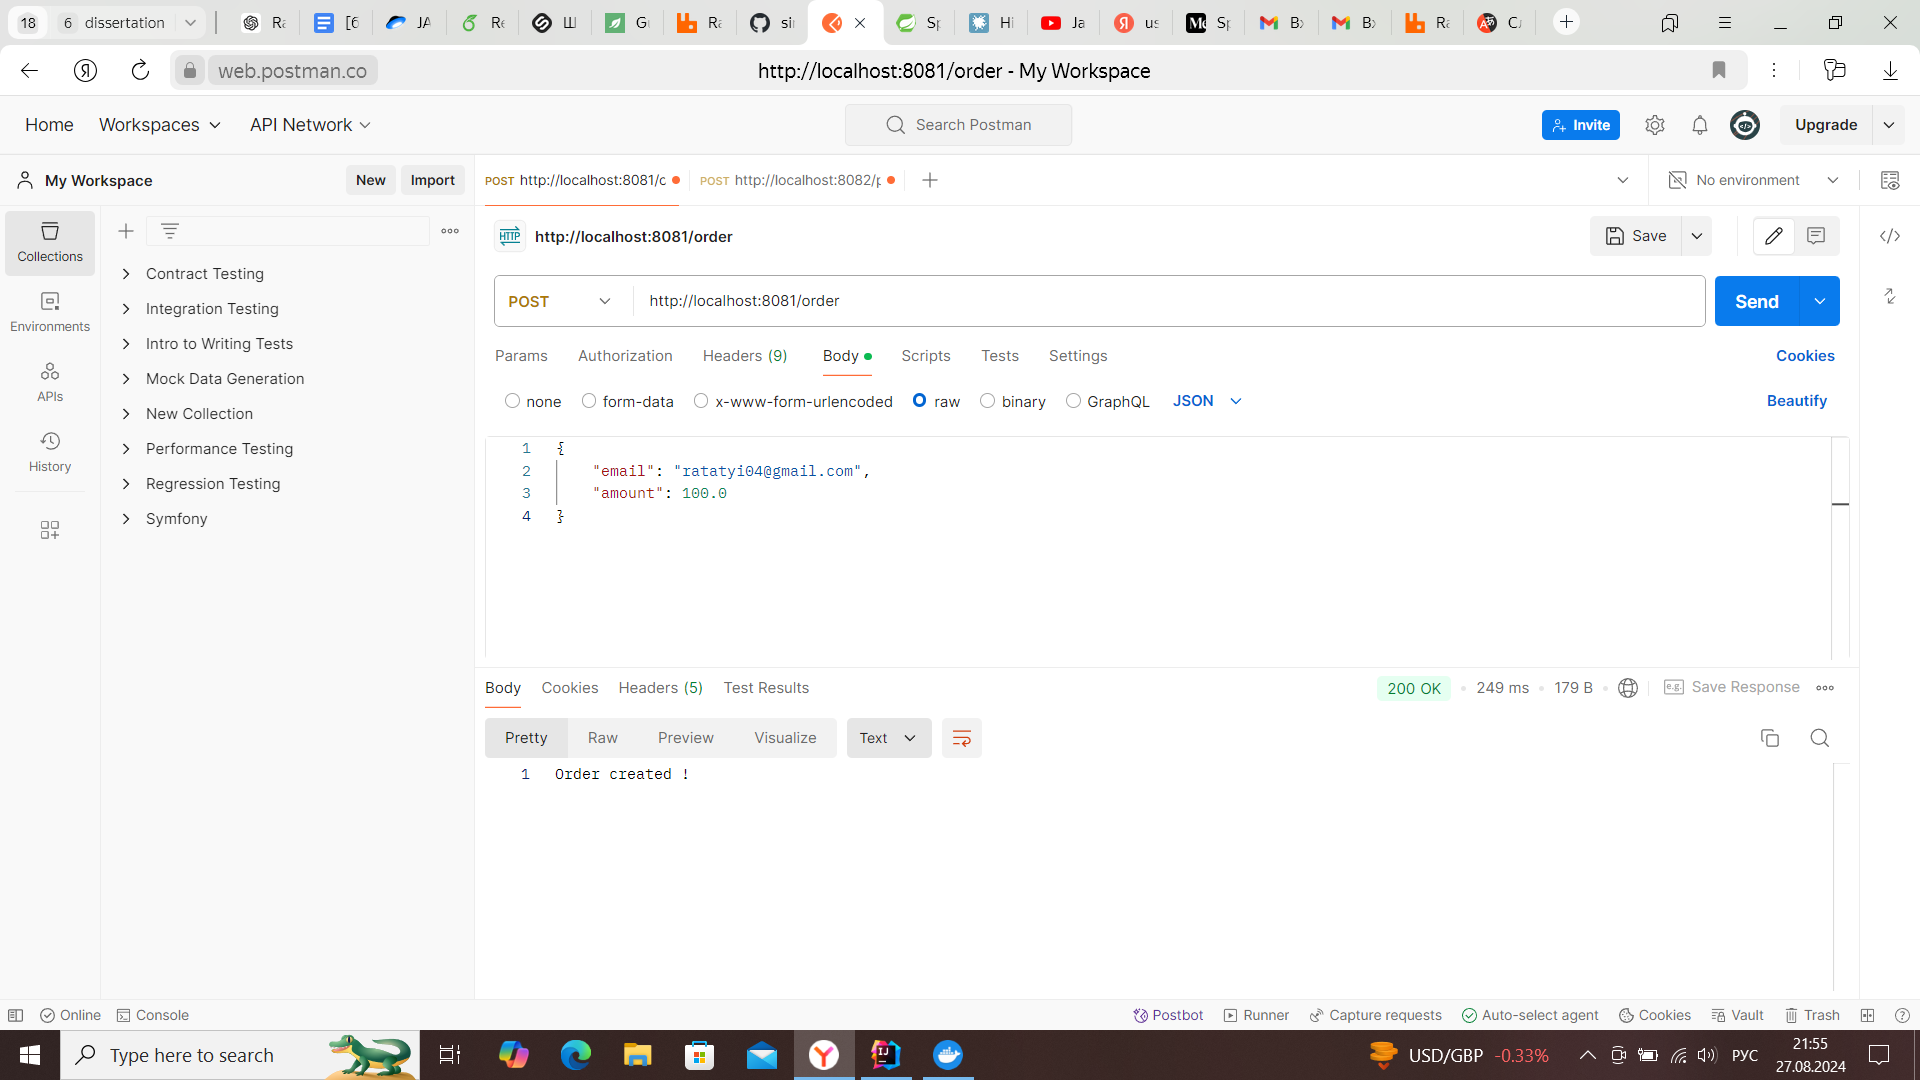 18
6 dissertation
Ra
[6
JA
Re
Ш
Gu
Ra
sin
Sp
Hi
Ja
us
Sp
Вх
Вх
Ra
web.postman.co
http://localhost:8081/order - My Workspace
Home
Workspaces
API Network
Search Postman
Invite
Upgrade
My Workspace
New
Import
POST http://localhost:8081/o
POST http://localhost:8082/p
No environment
Collections
Environments
APIs
History
Contract Testing
Integration Testing
Intro to Writing Tests
Mock Data Generation
New Collection
Performance Testing
Regression Testing
Symfony
HTTP
http://localhost:8081/order
Save
POST
http://localhost:8081/order
Send
Params
Authorization
Headers (9)
Body
Scripts
Tests
Settings
Cookies
none
form-data
x-www-form-urlencoded
raw
binary
GraphQL
JSON
Beautify
1 {
2 "email": "ratatyi04@gmail.com",
3 "amount": 100.0
4 }
Body
Cookies
Headers (5)
Test Results
200 OK
249 ms
179 B
e.g.
Save Response
Pretty
Raw
Preview
Visualize
Text
1 Order created !
Online
Console
Postbot
Runner
Capture requests
Auto-select agent
Cookies
Vault
Trash
Type here to search
USD/GBP -0.33%
РУС
21:55
27.08.2024